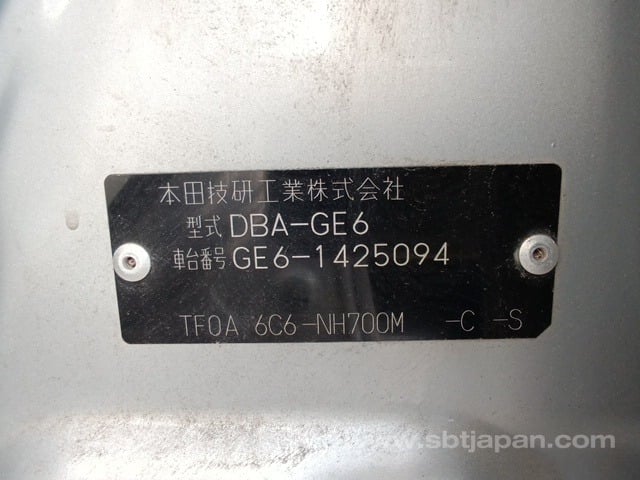 本田技研工業株式会社
型式 DBA-GE6
車台番号 GE6-1425094
TF0A 6C6-NH700M -C -S
www.sbtjapan.com